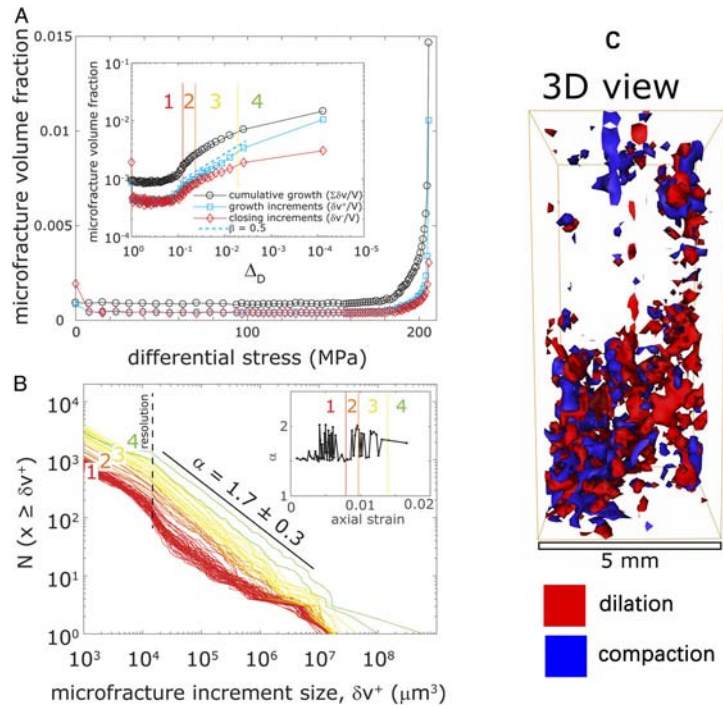 A
microfracture volume fraction
0.015
0.01
0.005
0
0
100
200
differential stress (MPa)
microfracture volume fraction
10-1
10-2
10-3
10-4
1 2 3 4
cumulative growth (Σδv/V)
growth increments (δv+/V)
closing increments (δv-/V)
β = 0.5
100 10-1 10-2 10-3 10-4 10-5
ΔD
B
N (x ≥ δv+)
104
103
102
101
100
resolution
1 2 3 4
α = 1.7 ± 0.3
α
2
1
1 2 3 4
0 0.01 0.02
axial strain
103 104 105 106 107 108
microfracture increment size, δv+ (μm3)
C
3D view
5 mm
dilation
compaction